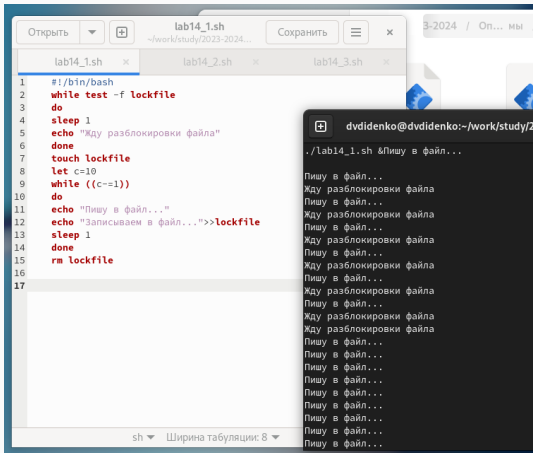 Открыть
lab14_1.sh
~/work/study/2023-2024...
Сохранить
3-2024 / Оп... мы
lab14_1.sh
lab14_2.sh
lab14_3.sh
1 #!/bin/bash
2 while test -f lockfile
3 do
4 sleep 1
5 echo "Жду разблокировки файла"
6 done
7 touch lockfile
8 let c=10
9 while ((c-=1))
10 do
11 echo "Пишу в файл..."
12 echo "Записываем в файл...">>lockfile
13 sleep 1
14 done
15 rm lockfile
16
17
sh
Ширина табуляции: 8
dvdidenko@dvdidenko:~/work/study/2
./lab14_1.sh &Пишу в файл...
Пишу в файл...
Жду разблокировки файла
Пишу в файл...
Жду разблокировки файла
Пишу в файл...
Жду разблокировки файла
Пишу в файл...
Жду разблокировки файла
Пишу в файл...
Жду разблокировки файла
Пишу в файл...
Жду разблокировки файла
Жду разблокировки файла
Пишу в файл...
Пишу в файл...
Пишу в файл...
Пишу в файл...
Пишу в файл...
Пишу в файл...
Пишу в файл...
Пишу в файл...
Пишу в файл...